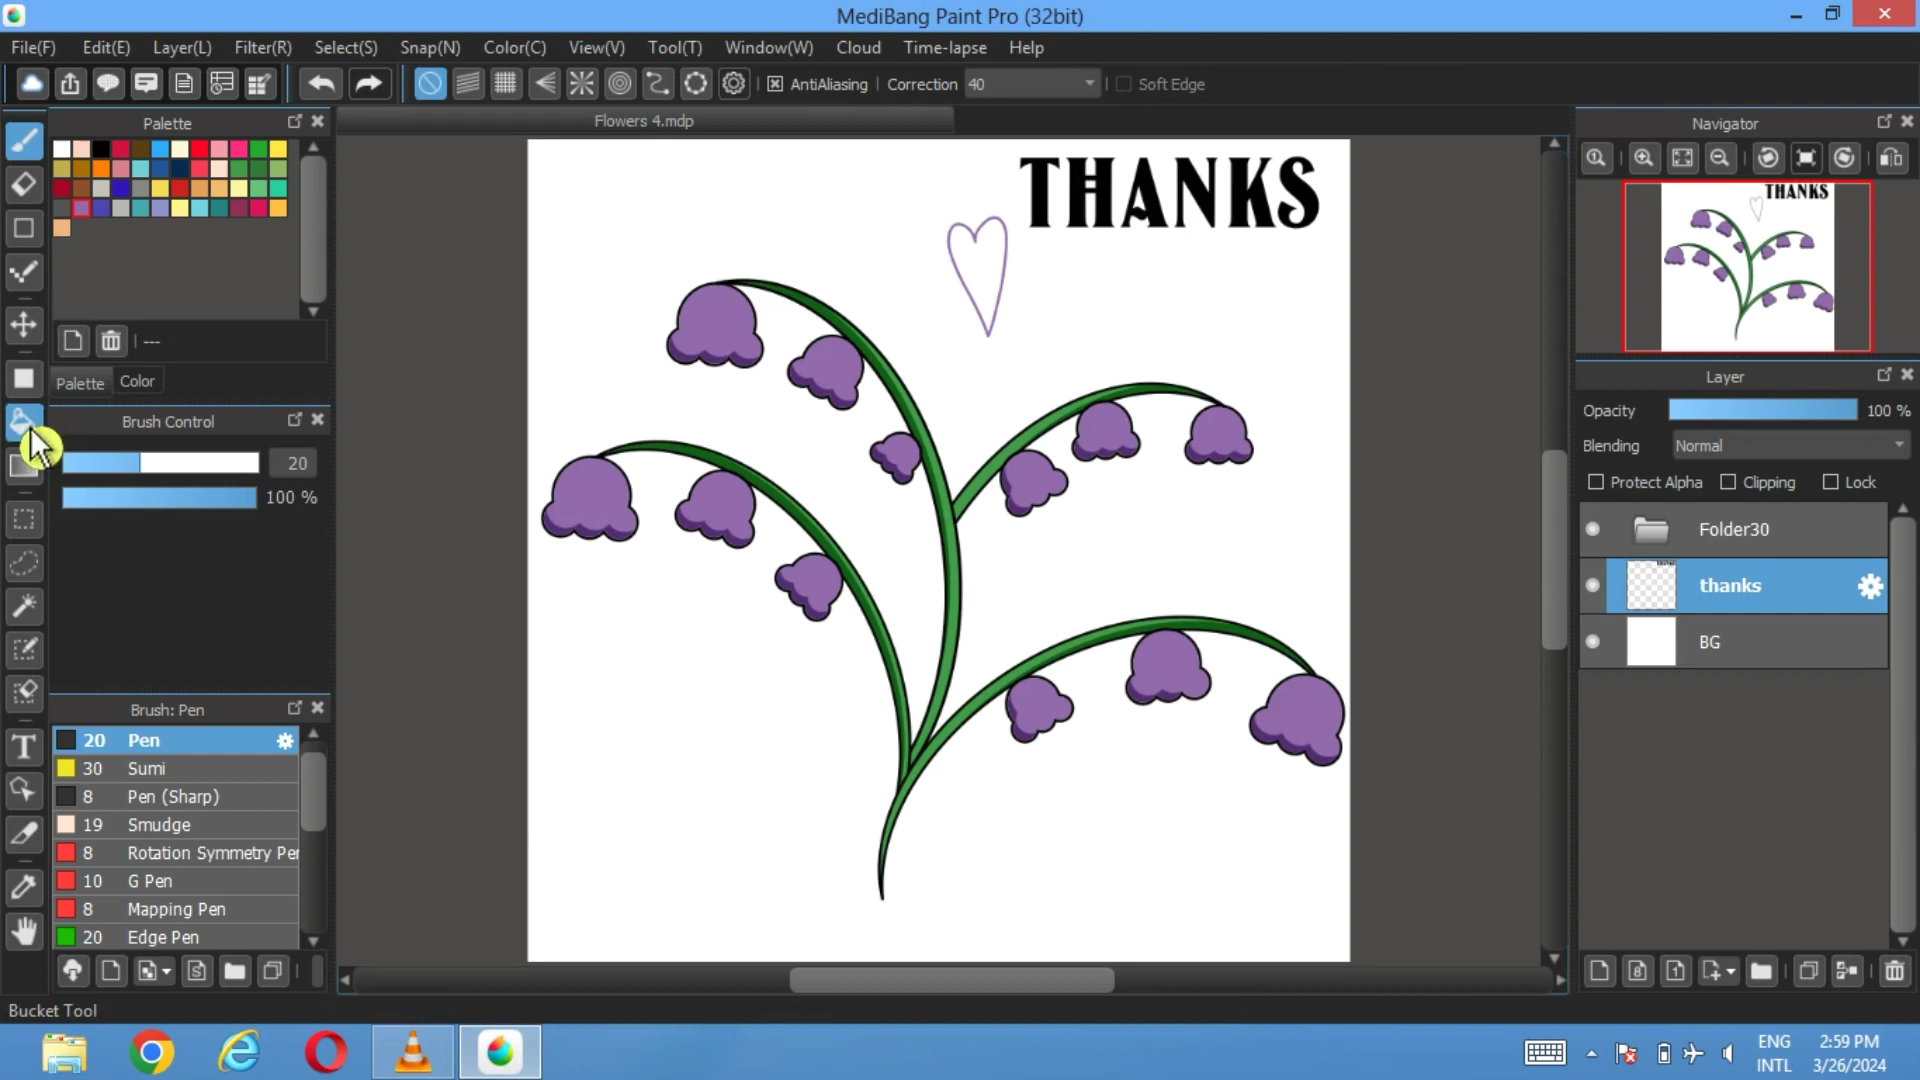 MediBang Paint Pro (32bit)
File(F) Edit(E) Layer(L) Filter(R) Select(S) Snap(N) Color(C) View(V) Tool(T) Window(W) Cloud Time-lapse Help
AntiAliasing Correction 40 Soft Edge
Palette
Flowers 4.mdp
Navigator
THANKS
THANKS
---
Palette Color
Layer
Opacity 100 %
Brush Control
Blending Normal
20
Protect Alpha Clipping Lock
100 %
Folder30
thanks
BG
Brush: Pen
20 Pen
30 Sumi
8 Pen (Sharp)
19 Smudge
8 Rotation Symmetry Per
10 G Pen
8 Mapping Pen
20 Edge Pen
Bucket Tool
ENG
INTL
2:59 PM
3/26/2024